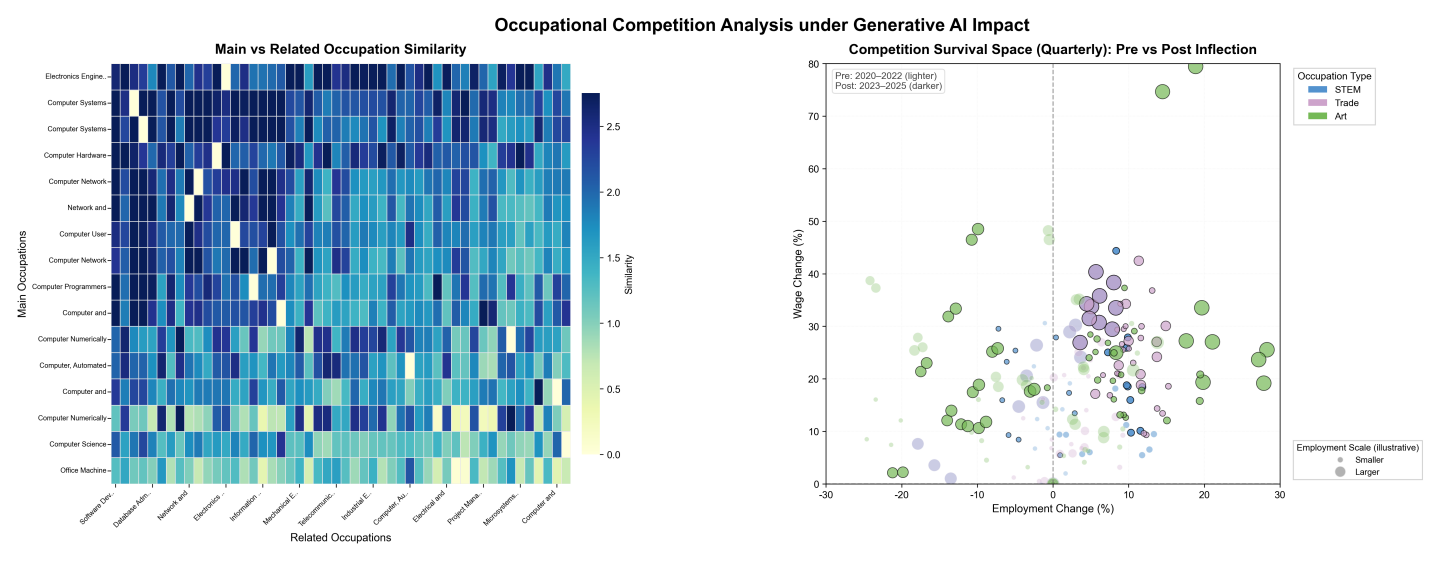 Occupational Competition Analysis under Generative AI Impact
Main vs Related Occupation Similarity
Main Occupations
Electronics Engine..
Computer Systems
Computer Systems
Computer Hardware
Computer Network
Network and
Computer User
Computer Network
Computer Programmers
Computer and
Computer Numerically
Computer, Automated
Computer and
Computer Numerically
Computer Science
Office Machine
Software Dev..
Database Adm..
Network and
Electronics ..
Information ..
Mechanical E..
Telecommunic..
Industrial E..
Computer, Au..
Electrical and
Project Mana..
Microsystems..
Computer and
Related Occupations
2.5
2.0
1.5
1.0
0.5
0.0
Similarity
Competition Survival Space (Quarterly): Pre vs Post Inflection
Pre: 2020–2022 (lighter)
Post: 2023–2025 (darker)
Wage Change (%)
80
70
60
50
40
30
20
10
0
-30
-20
-10
0
10
20
30
Employment Change (%)
Occupation Type
STEM
Trade
Art
Employment Scale (illustrative)
Smaller
Larger